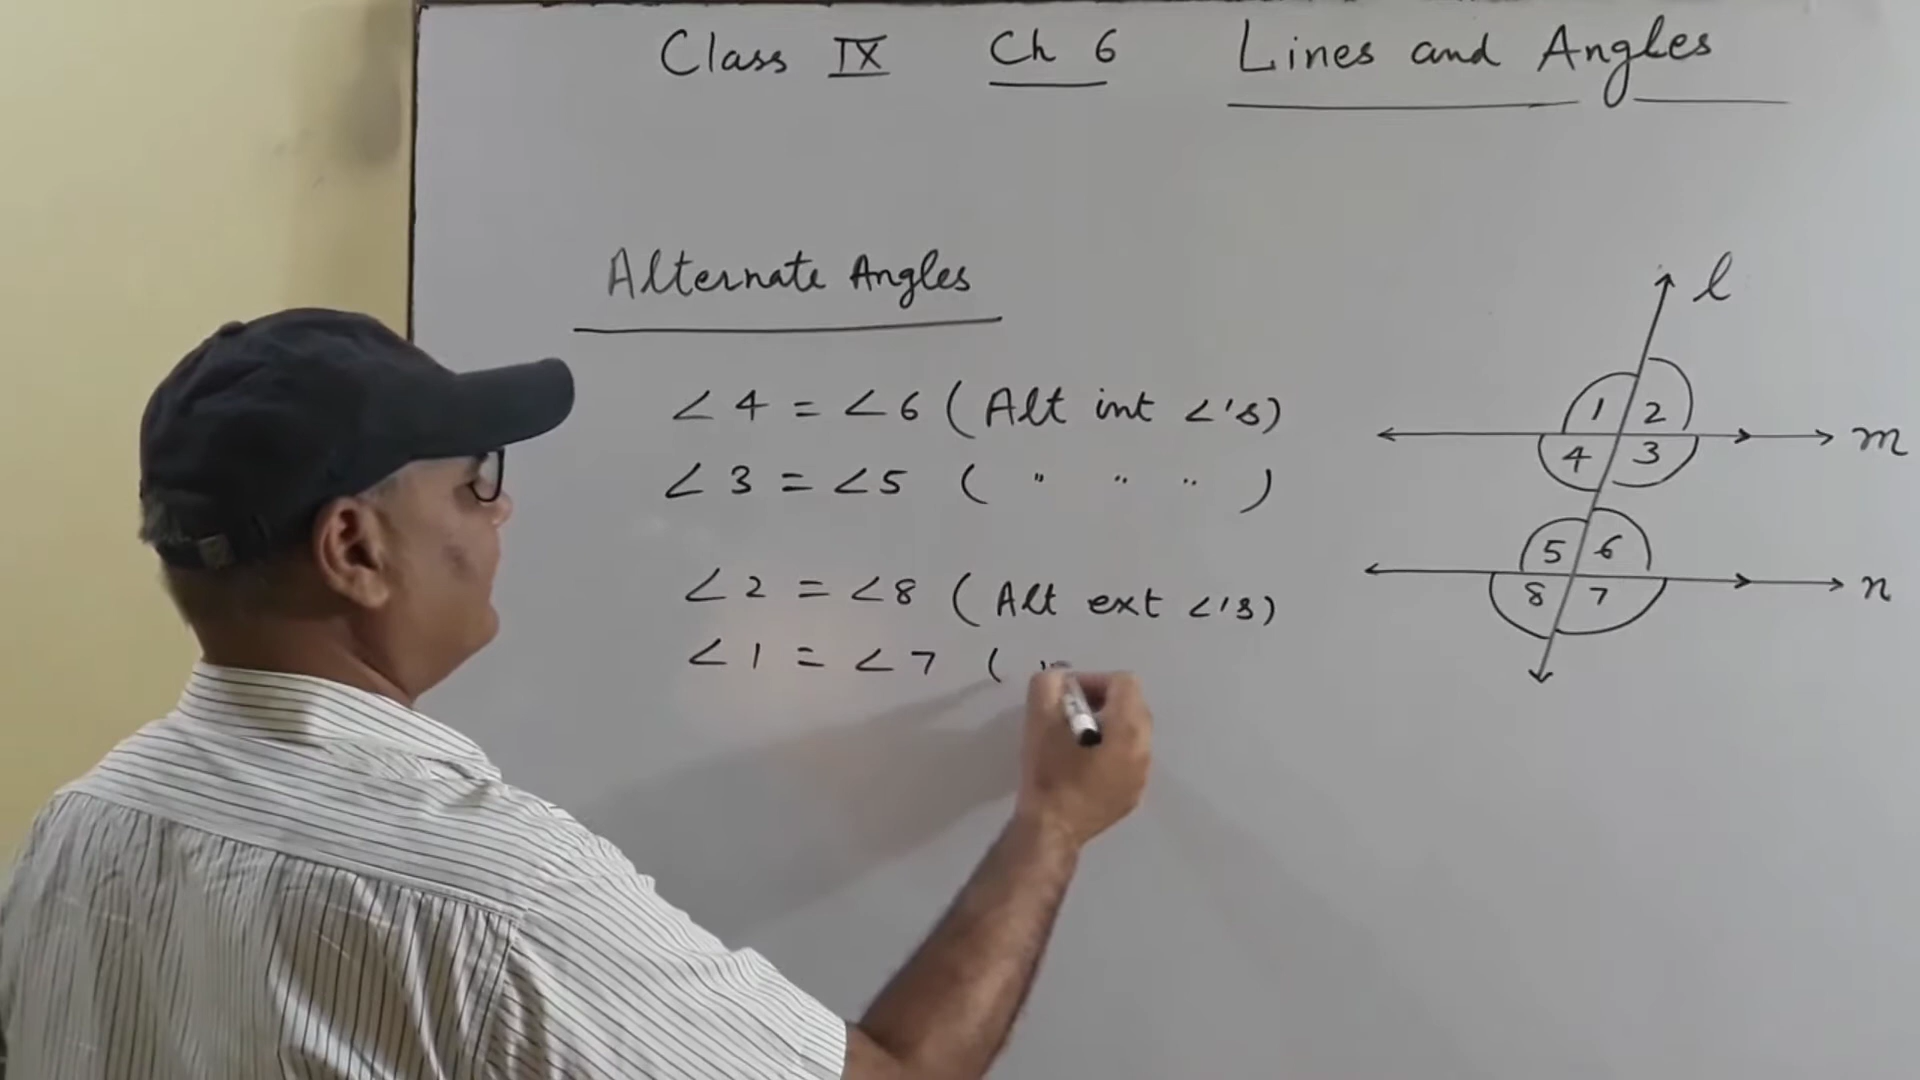 Class IX Ch 6 Lines and Angles
Alternate Angles
∠4 = ∠6 (Alt int ∠'s)
∠3 = ∠5 ( " " " )
∠2 = ∠8 (Alt ext ∠'s)
∠1 = ∠7 ( "
l
1 2
m
4 3
5 6
n
8 7